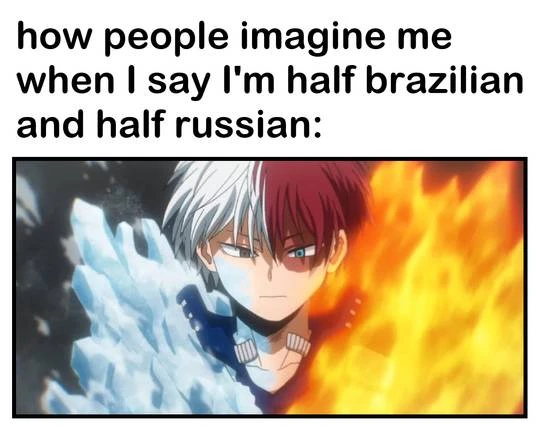 how people imagine me
when I say I'm half brazilian
and half russian: